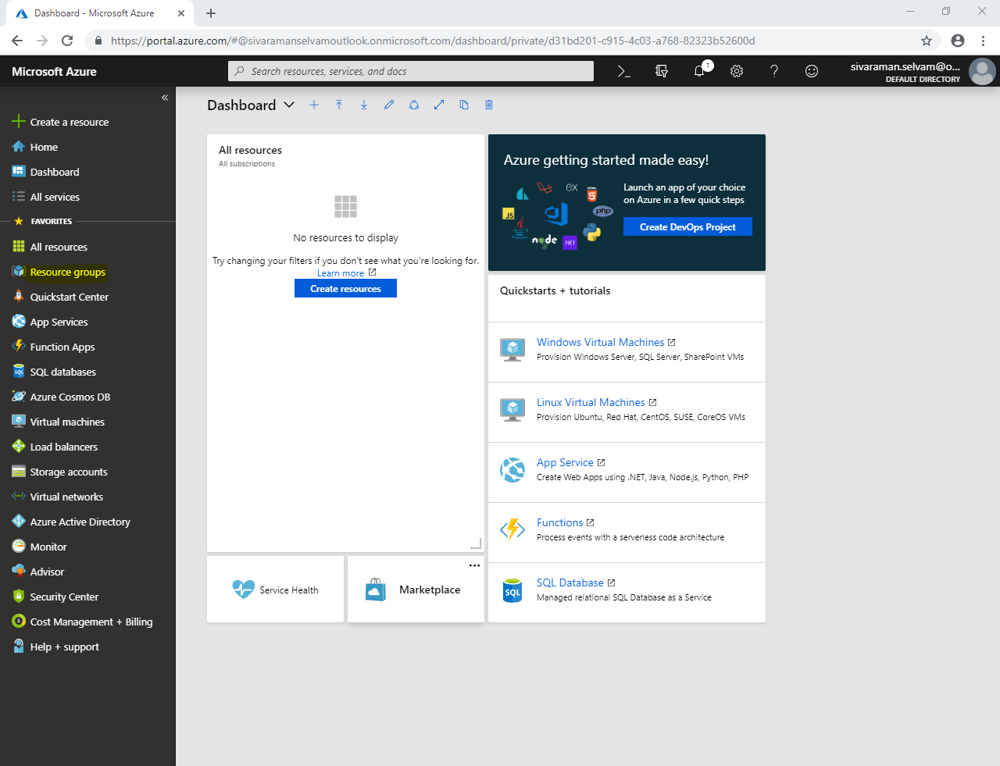 Dashboard - Microsoft Azure
https://portal.azure.com/#@sivaramanselvamoutlook.onmicrosoft.com/dashboard/private/d31bd201-c915-4c03-a768-82323b52600d
Microsoft Azure
Search resources, services, and docs
1
sivaraman.selvam@o...
DEFAULT DIRECTORY
Create a resource
Home
Dashboard
All services
FAVORITES
All resources
Resource groups
Quickstart Center
App Services
Function Apps
SQL databases
Azure Cosmos DB
Virtual machines
Load balancers
Storage accounts
Virtual networks
Azure Active Directory
Monitor
Advisor
Security Center
Cost Management + Billing
Help + support
Dashboard
All resources
All subscriptions
No resources to display
Try changing your filters if you don't see what you're looking for.
Learn more
Create resources
Service Health
Marketplace
Azure getting started made easy!
EX
HTML
5
JS
php
node
NET
Launch an app of your choice
on Azure in a few quick steps
Create DevOps Project
Quickstarts + tutorials
Windows Virtual Machines
Provision Windows Server, SQL Server, SharePoint VMs
Linux Virtual Machines
Provision Ubuntu, Red Hat, CentOS, SUSE, CoreOS VMs
App Service
Create Web Apps using .NET, Java, Node.js, Python, PHP
Functions
Process events with a serverless code architecture
SQL
SQL Database
Managed relational SQL Database as a Service